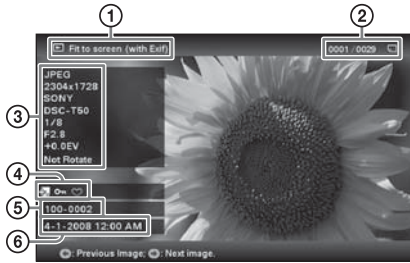 ① ②
Fit to screen (with Exif) 0001/0029
③
JPEG
2304x1728
SONY
DSC-T50
1/8
F2.8
+0.0EV
Not Rotate
④
⑤ 100-0002
⑥ 4-1-2008 12:00 AM
: Previous Image; : Next image.